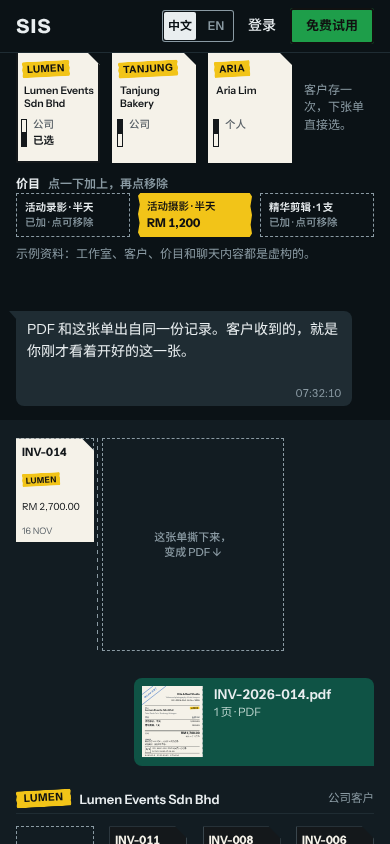 SIS
中文 EN 登录 免费试用
LUMEN
Lumen Events
Sdn Bhd
公司
已选
TANJUNG
Tanjung
Bakery
公司
ARIA
Aria Lim
个人
客户存一
次，下张单
直接选。
价目 点一下加上，再点移除
活动录影·半天
已加·点可移除
活动摄影·半天
RM 1,200
精华剪辑·1支
已加·点可移除
示例资料：工作室、客户、价目和聊天内容都是虚构的。
PDF 和这张单出自同一份记录。客户收到的，就是
你刚才看着开好的这一张。
07:32:10
INV-014
LUMEN
RM 2,700.00
16 NOV
这张单撕下来，
变成 PDF ↓
INV-2026-014.pdf
1页·PDF
LUMEN Lumen Events Sdn Bhd 公司客户
INV-011 INV-008 INV-006